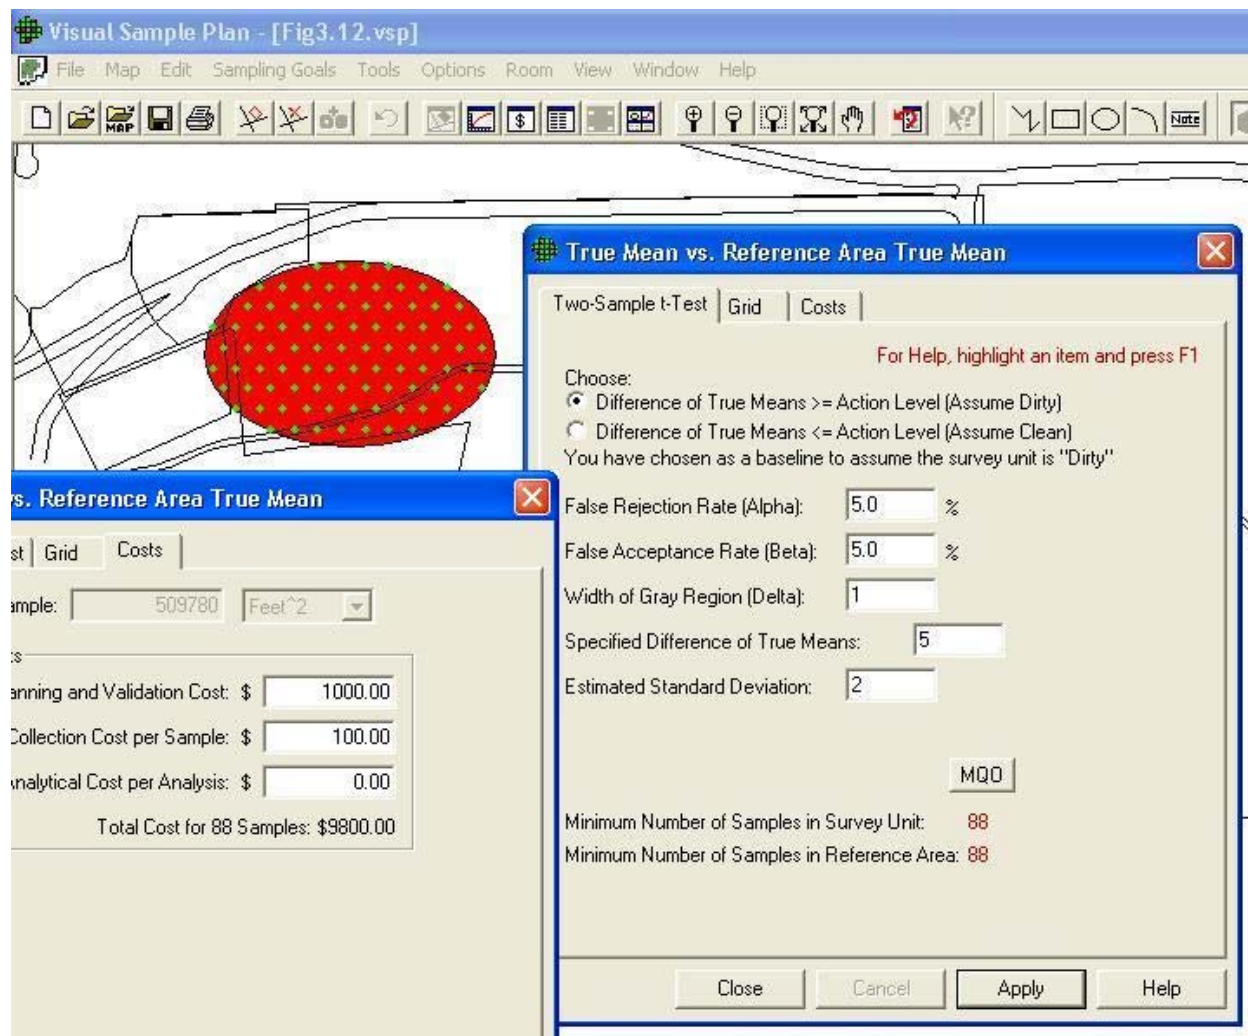 Visual Sample Plan - [Fig3.12.vsp]
File Map Edit Sampling Goals Tools Options Room View Window Help
MAP
$
Note
True Mean vs. Reference Area True Mean
Two-Sample t-Test Grid Costs
For Help, highlight an item and press F1
Choose:
Difference of True Means >= Action Level (Assume Dirty)
Difference of True Means <= Action Level (Assume Clean)
You have chosen as a baseline to assume the survey unit is "Dirty"
False Rejection Rate (Alpha): 5.0 %
False Acceptance Rate (Beta): 5.0 %
Width of Gray Region (Delta): 1
Specified Difference of True Means: 5
Estimated Standard Deviation: 2
MQO
Minimum Number of Samples in Survey Unit: 88
Minimum Number of Samples in Reference Area: 88
Close Cancel Apply Help
s. Reference Area True Mean
st Grid Costs
ample: 509780 Feet^2
s
anning and Validation Cost: $ 1000.00
Collection Cost per Sample: $ 100.00
Analytical Cost per Analysis: $ 0.00
Total Cost for 88 Samples: $9800.00